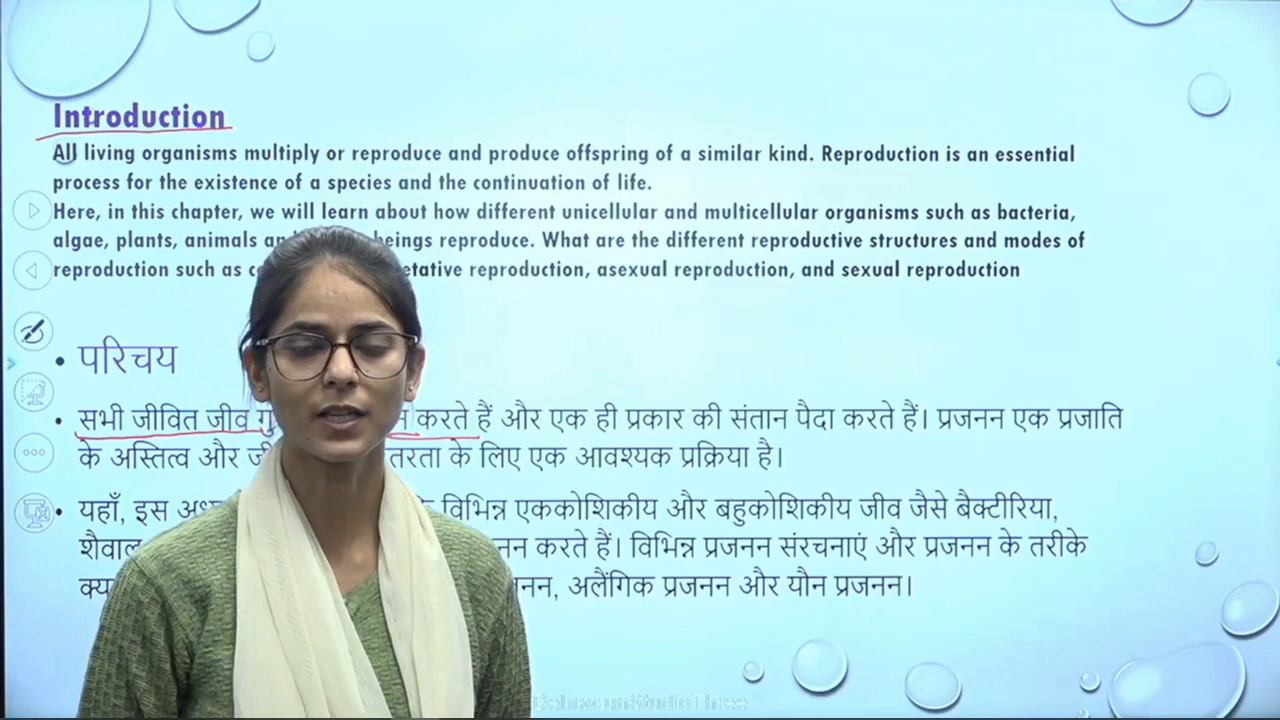 Introduction
All living organisms multiply or reproduce and produce offspring of a similar kind. Reproduction is an essential
process for the existence of a species and the continuation of life.
Here, in this chapter, we will learn about how different unicellular and multicellular organisms such as bacteria,
algae, plants, animals beings reproduce. What are the different reproductive structures and modes of
reproduction such as reproduction, asexual reproduction, and sexual reproduction
• परिचय
• सभी जीवित जीव करते हैं और एक ही प्रकार की संतान पैदा करते हैं। प्रजनन एक प्रजाति
के अस्तित्व और के लिए एक आवश्यक प्रक्रिया है।
• यहाँ, इस विभिन्न एककोशिकीय और बहुकोशिकीय जीव जैसे बैक्टीरिया,
करते हैं। विभिन्न प्रजनन संरचनाएं और प्रजनन के तरीके
अलैंगिक प्रजनन और यौन प्रजनन।